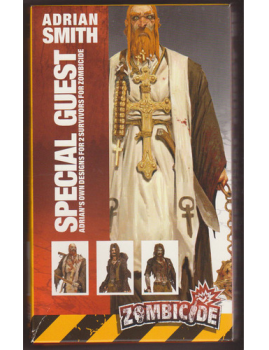 ADRIAN
SMITH
SPECIAL GUEST
ADRIAN'S OWN DESIGNS FOR 2 SURVIVORS FOR ZOMBICIDE
ZOMBICIDE